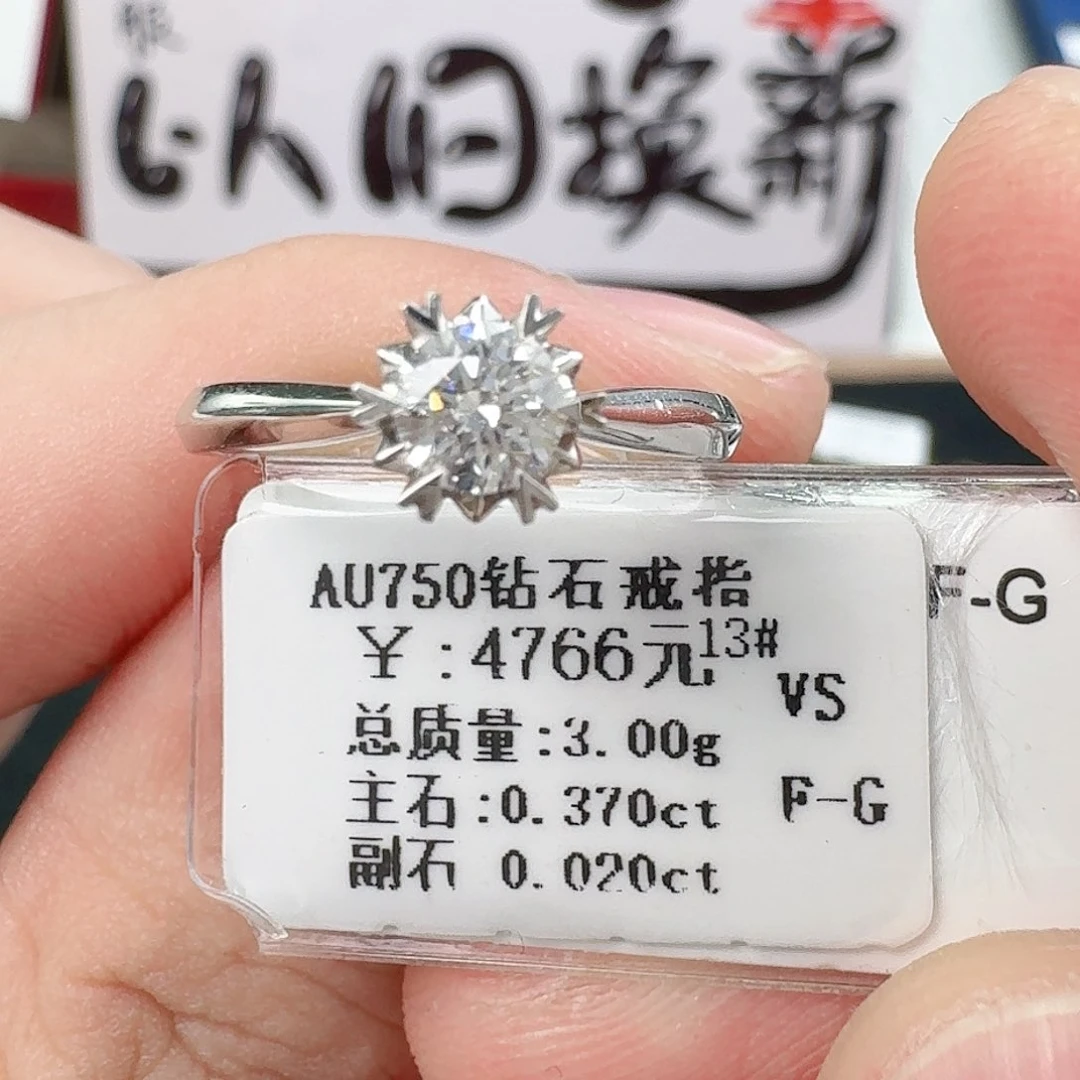 以旧换新
AU750钻石戒指
￥:4766元13#
VS
总质量:3.00g
主石:0.370ct F-G
副石 0.020ct
F-G